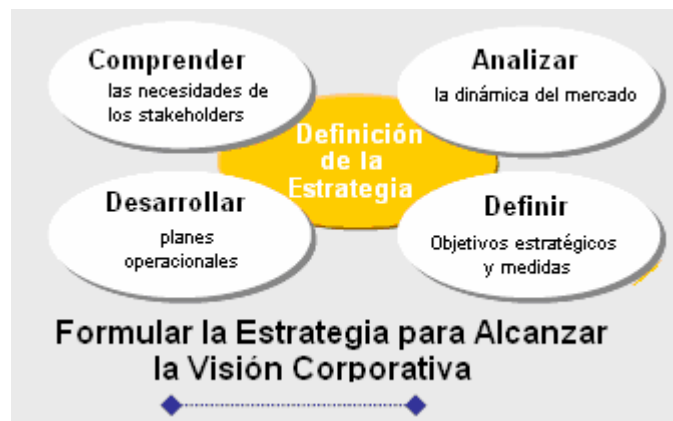 Comprender
las necesidades de
los stakeholders
Analizar
la dinámica del mercado
Definición
de la
Estrategia
Desarrollar
planes
operacionales
Definir
Objetivos estratégicos
y medidas
Formular la Estrategia para Alcanzar
la Visión Corporativa